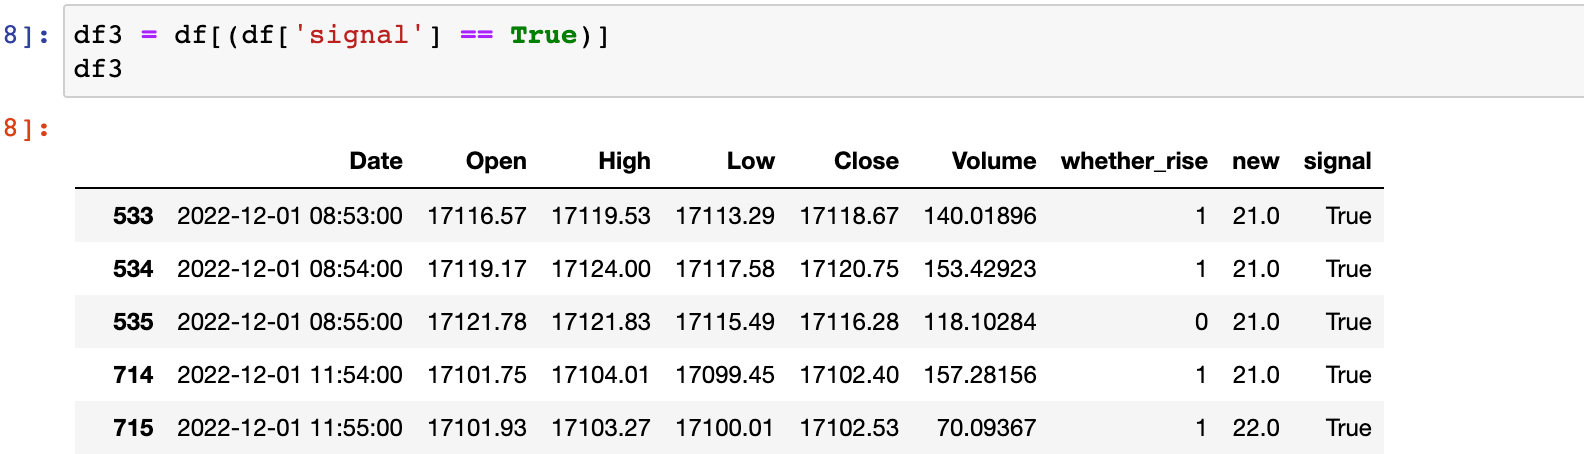 8]: df3 = df[(df['signal'] == True)]
df3
8]:
Date Open High Low Close Volume whether_rise new signal
533 2022-12-01 08:53:00 17116.57 17119.53 17113.29 17118.67 140.01896 1 21.0 True
534 2022-12-01 08:54:00 17119.17 17124.00 17117.58 17120.75 153.42923 1 21.0 True
535 2022-12-01 08:55:00 17121.78 17121.83 17115.49 17116.28 118.10284 0 21.0 True
714 2022-12-01 11:54:00 17101.75 17104.01 17099.45 17102.40 157.28156 1 21.0 True
715 2022-12-01 11:55:00 17101.93 17103.27 17100.01 17102.53 70.09367 1 22.0 True